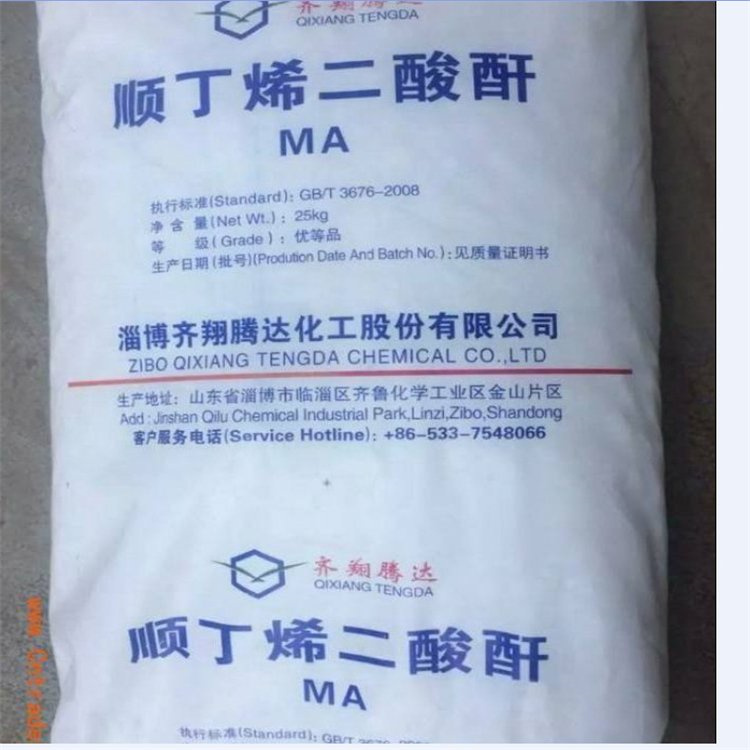 齐翔腾达
QIXIANG TENGDA
顺丁烯二酸酐
MA
执行标准(Standard): GB/T 3676-2008
净 含 量(Net Wt.) : 25kg
等 级(Grade) : 优等品
生产日期(批号)(Prodution Date And Batch No.): 见质量证明书
淄博齐翔腾达化工股份有限公司
ZIBO QIXIANG TENGDA CHEMICAL CO.,LTD
生产地址: 山东省淄博市临淄区齐鲁化学工业区金山片区
Add : Jinshan Qilu Chemical Industrial Park,Linzi,Zibo,Shandong
客户服务电话(Service Hotline): +86-533-7548066
齐翔腾达
QIXIANG TENGDA
顺丁烯二酸酐
MA
执行标准(Standard): GB/T 3676-2008